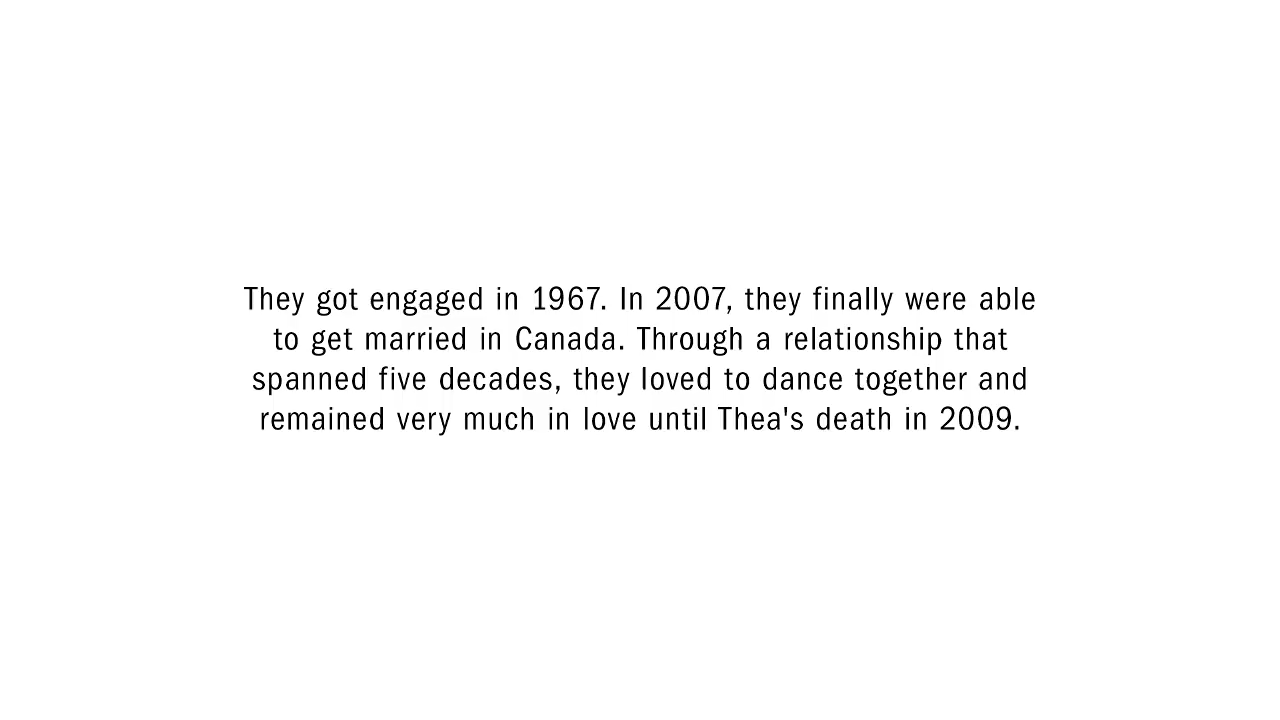 They got engaged in 1967. In 2007, they finally were able
to get married in Canada. Through a relationship that
spanned five decades, they loved to dance together and
remained very much in love until Thea's death in 2009.